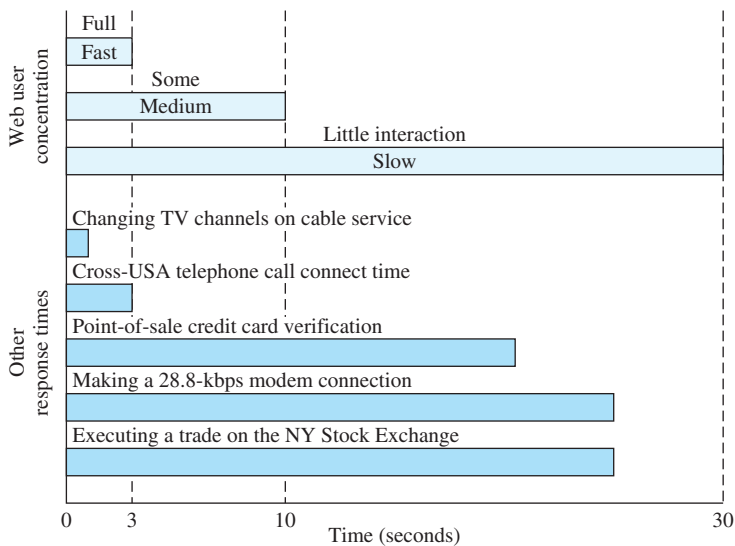 Full
Fast
Some
Medium
Little interaction
Slow
Web user
concentration
Changing TV channels on cable service
Cross-USA telephone call connect time
Point-of-sale credit card verification
Making a 28.8-kbps modem connection
Executing a trade on the NY Stock Exchange
Other
response times
0 3 10 30
Time (seconds)